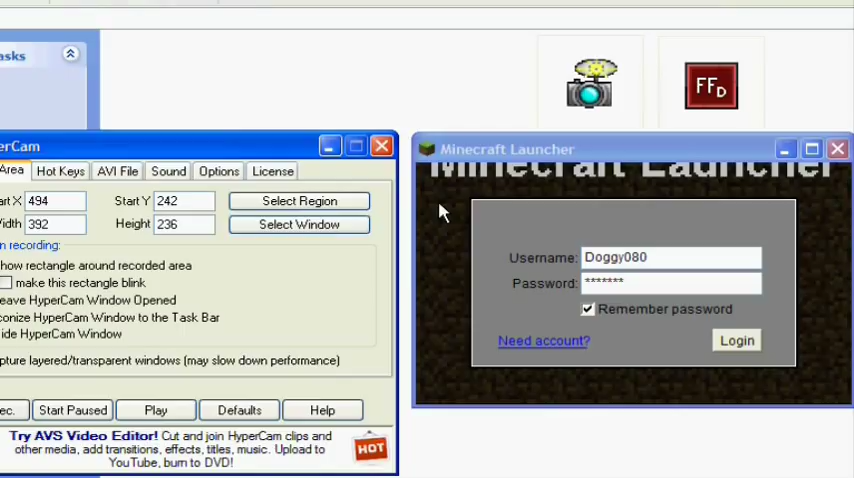 asks
FF D
erCam
Minecraft Launcher
Minecraft Launcher
Area Hot Keys AVI File Sound Options License
art X 494 Start Y 242 Select Region
idth 392 Height 236 Select Window
n recording:
how rectangle around recorded area
make this rectangle blink
eave HyperCam Window Opened
conize HyperCam Window to the Task Bar
ide HyperCam Window
pture layered/transparent windows (may slow down performance)
ec. Start Paused Play Defaults Help
Try AVS Video Editor! Cut and join HyperCam clips and
other media, add transitions, effects, titles, music. Upload to
YouTube, burn to DVD!
HOT
Username: Doggy080
Password: *******
Remember password
Need account? Login